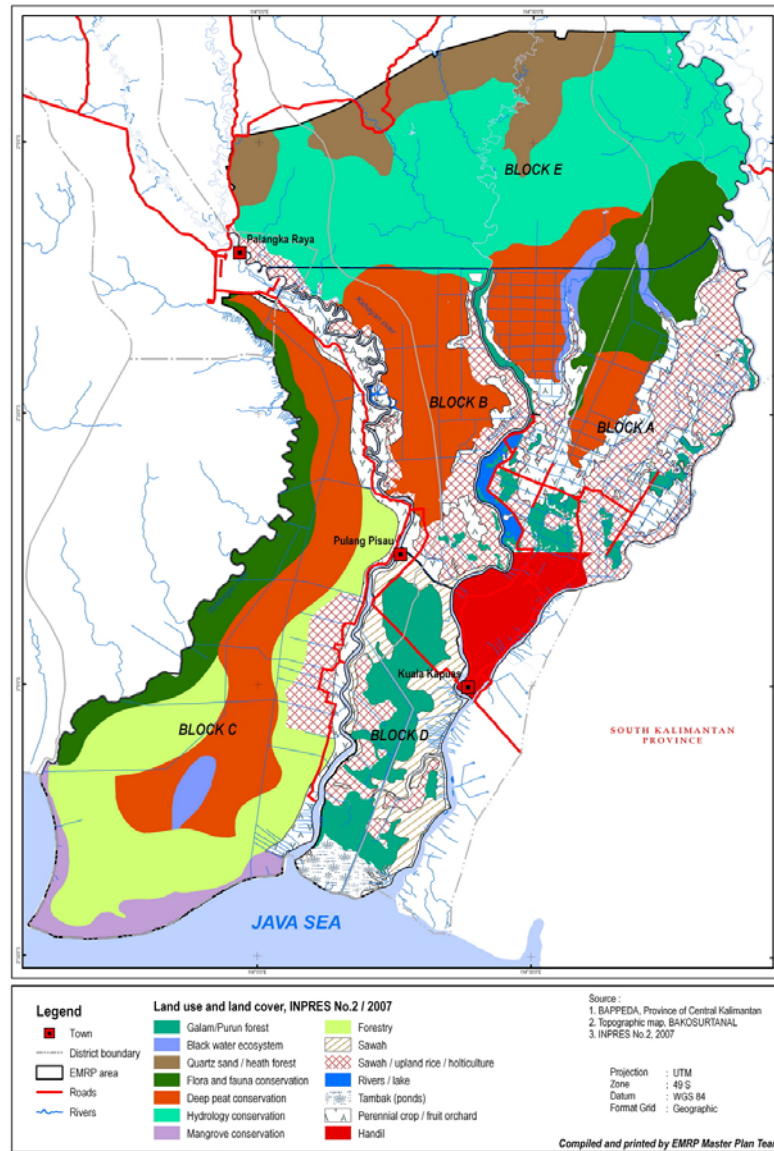 BLOCK E
Palangka Raya
Kahayan river
BLOCK B
BLOCK A
Pulang Pisau
Kuala Kapuas
BLOCK C
BLOCK D
SOUTH KALIMANTAN
PROVINCE
JAVA SEA
Legend
Town
District boundary
EMRP area
Roads
Rivers
Land use and land cover, INPRES No.2 / 2007
Galam/Purun forest
Black water ecosystem
Quartz sand / heath forest
Flora and fauna conservation
Deep peat conservation
Hydrology conservation
Mangrove conservation
Forestry
Sawah
Sawah / upland rice / holticulture
Rivers / lake
Tambak (ponds)
Perennial crop / fruit orchard
Handil
Source :
1. BAPPEDA, Province of Central Kalimantan
2. Topographic map, BAKOSURTANAL
3. INPRES No.2, 2007
Projection : UTM
Zone : 49 S
Datum : WGS 84
Format Grid : Geographic
Compiled and printed by EMRP Master Plan Team